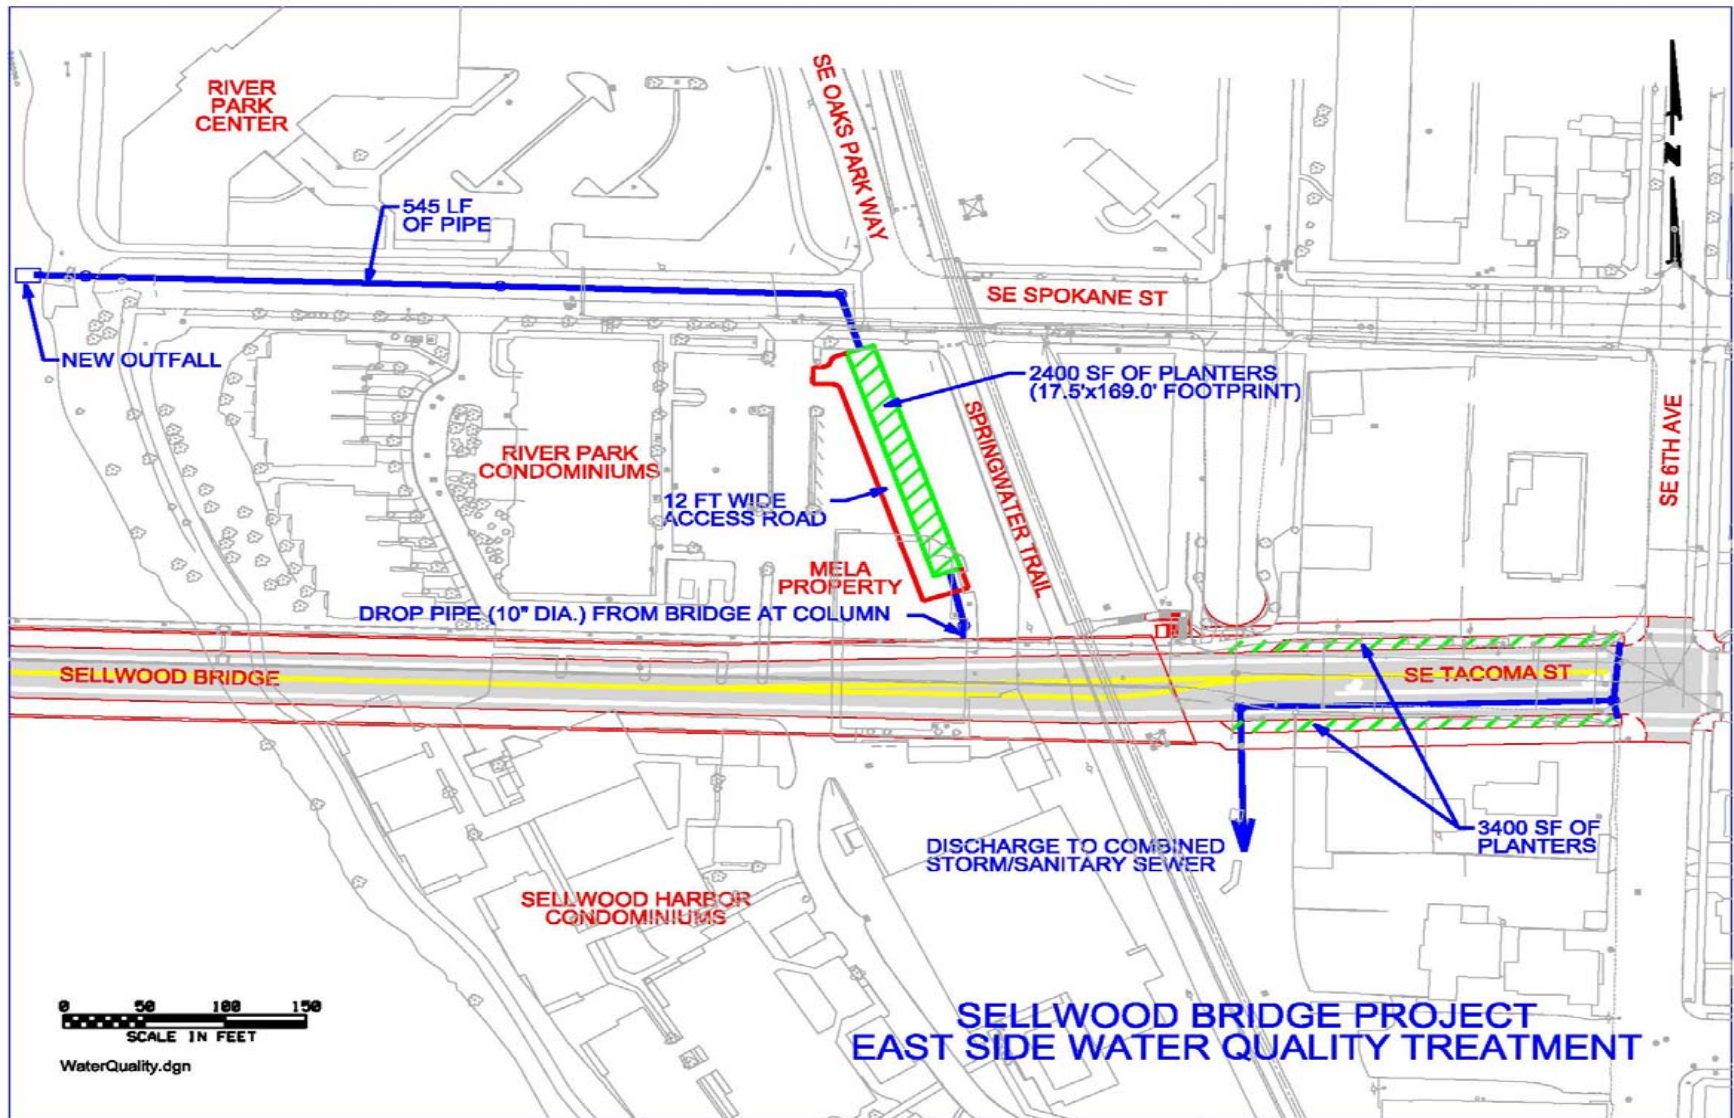 RIVER
PARK
CENTER
SE OAKS PARK WAY
N
545 LF
OF PIPE
SE SPOKANE ST
NEW OUTFALL
2400 SF OF PLANTERS
(17.5'x169.0' FOOTPRINT)
SPRINGWATER TRAIL
SE 6TH AVE
RIVER PARK
CONDOMINIUMS
12 FT WIDE
ACCESS ROAD
MELA
PROPERTY
DROP PIPE (10" DIA.) FROM BRIDGE AT COLUMN
SELLWOOD BRIDGE
SE TACOMA ST
DISCHARGE TO COMBINED
STORM/SANITARY SEWER
3400 SF OF
PLANTERS
SELLWOOD HARBOR
CONDOMINIUMS
0 50 100 150
SCALE IN FEET
WaterQuality.dgn
SELLWOOD BRIDGE PROJECT
EAST SIDE WATER QUALITY TREATMENT